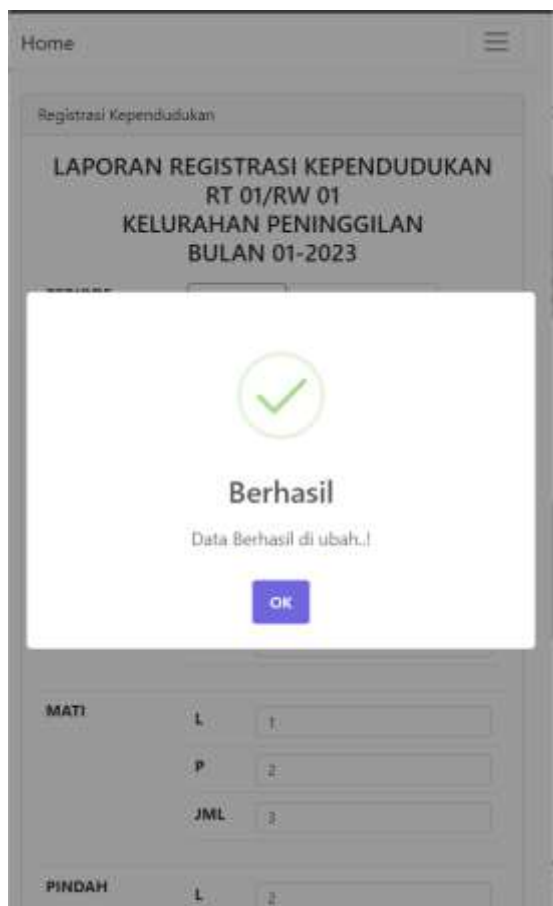 Home
Registrasi Kependudukan
LAPORAN REGISTRASI KEPENDUDUKAN
RT 01/RW 01
KELURAHAN PENINGGILAN
BULAN 01-2023
Berhasil
Data Berhasil di ubah..!
OK
MATI L 1
P 2
JML 3
PINDAH L 2